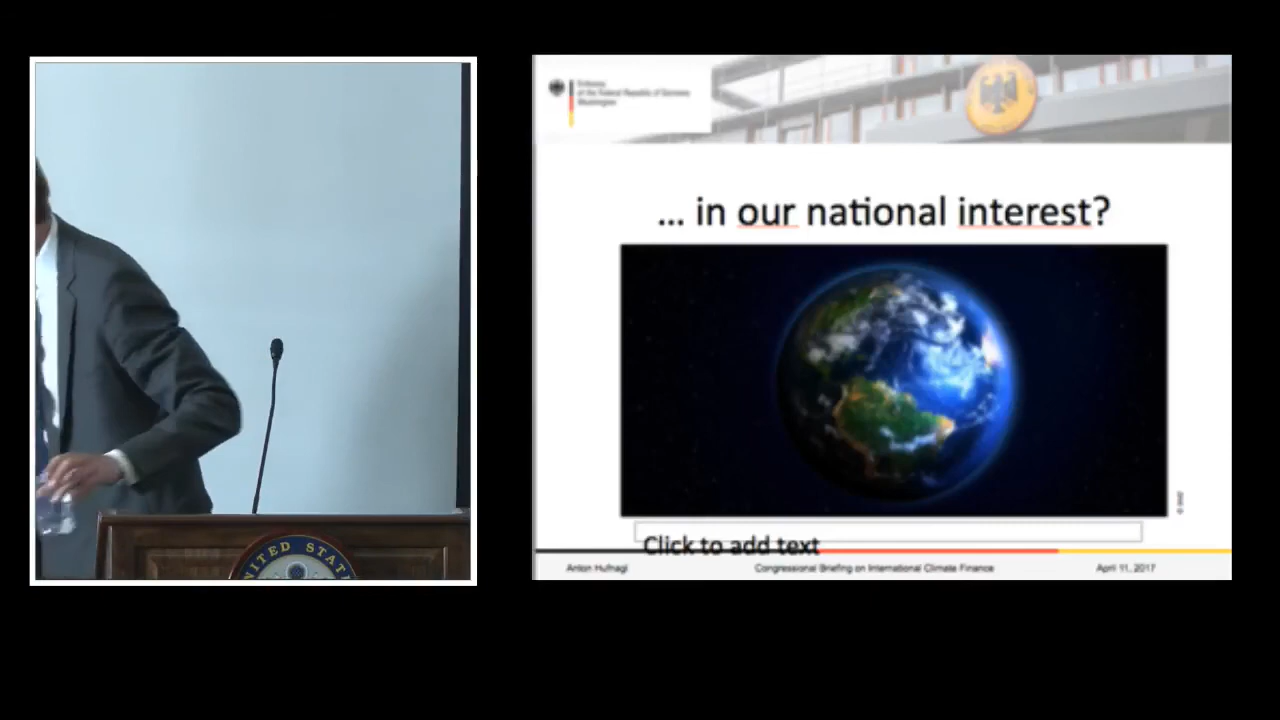 Embassy
of the Federal Republic of Germany
Washington
... in our national interest?
Click to add text
Anton Hufnagl
Congressional Briefing on International Climate Finance
April 11, 2017
UNITED STATE